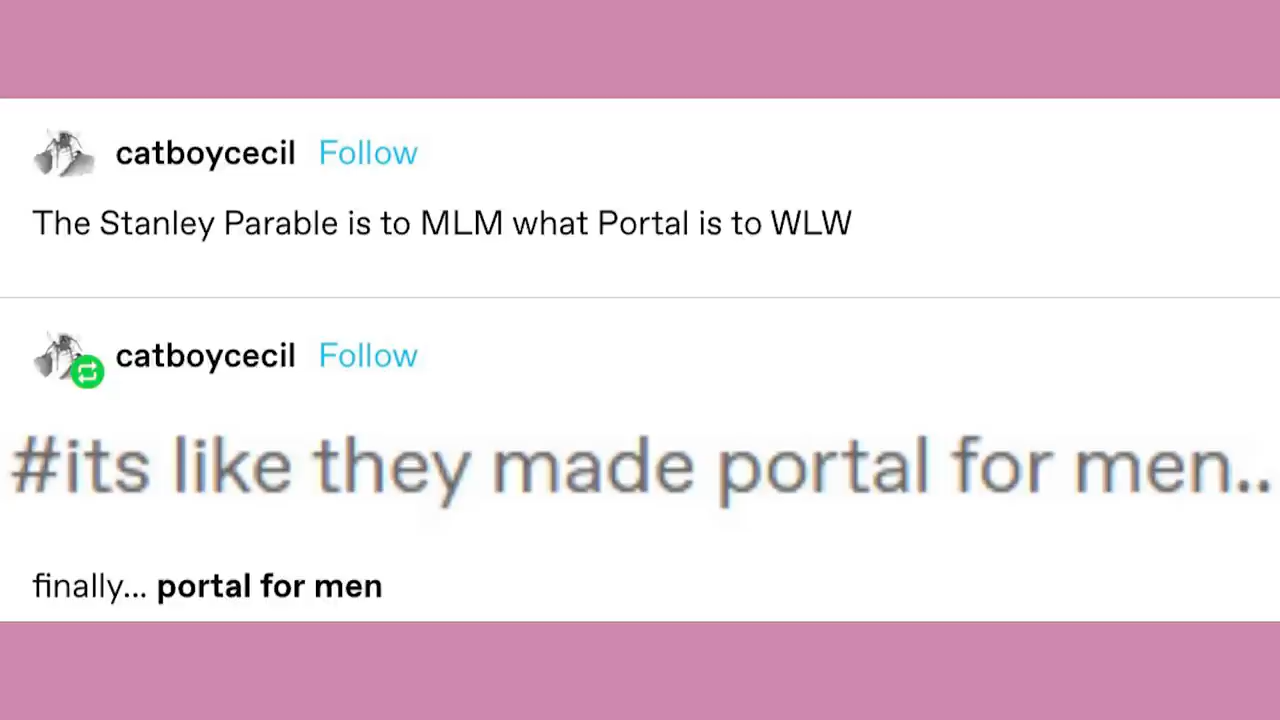 catboycecil Follow
The Stanley Parable is to MLM what Portal is to WLW
catboycecil Follow
#its like they made portal for men..
finally... portal for men